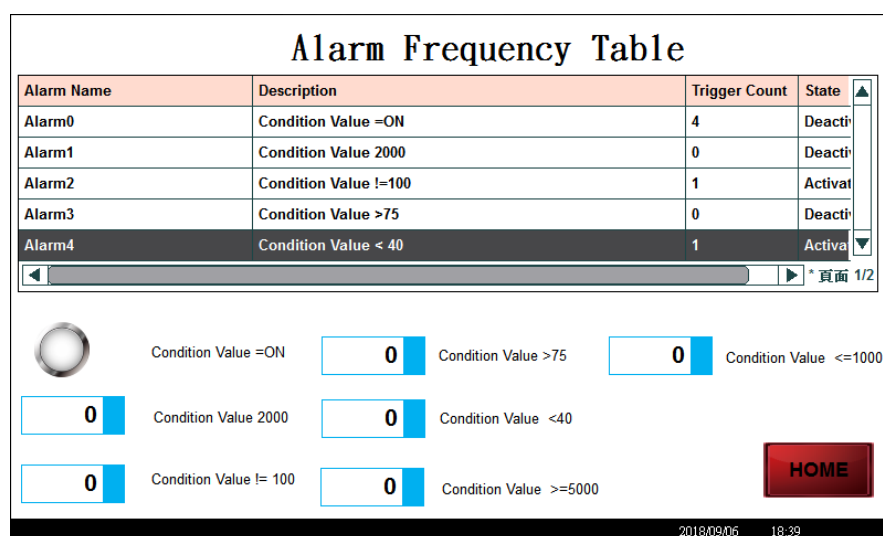 Alarm Frequency Table
Alarm Name Description Trigger Count State
Alarm0 Condition Value =ON 4
Alarm1 Condition Value 2000 0
Alarm2 Condition Value !=100 1
Alarm3 Condition Value >75 0
Alarm4 Condition Value < 40 1
* 頁面 1/2
Condition Value =ON 0 Condition Value >75 0 Condition Value <=1000
0 Condition Value 2000 0 Condition Value <40
0 Condition Value != 100 0 Condition Value >=5000
HOME
2018/09/06 18:39